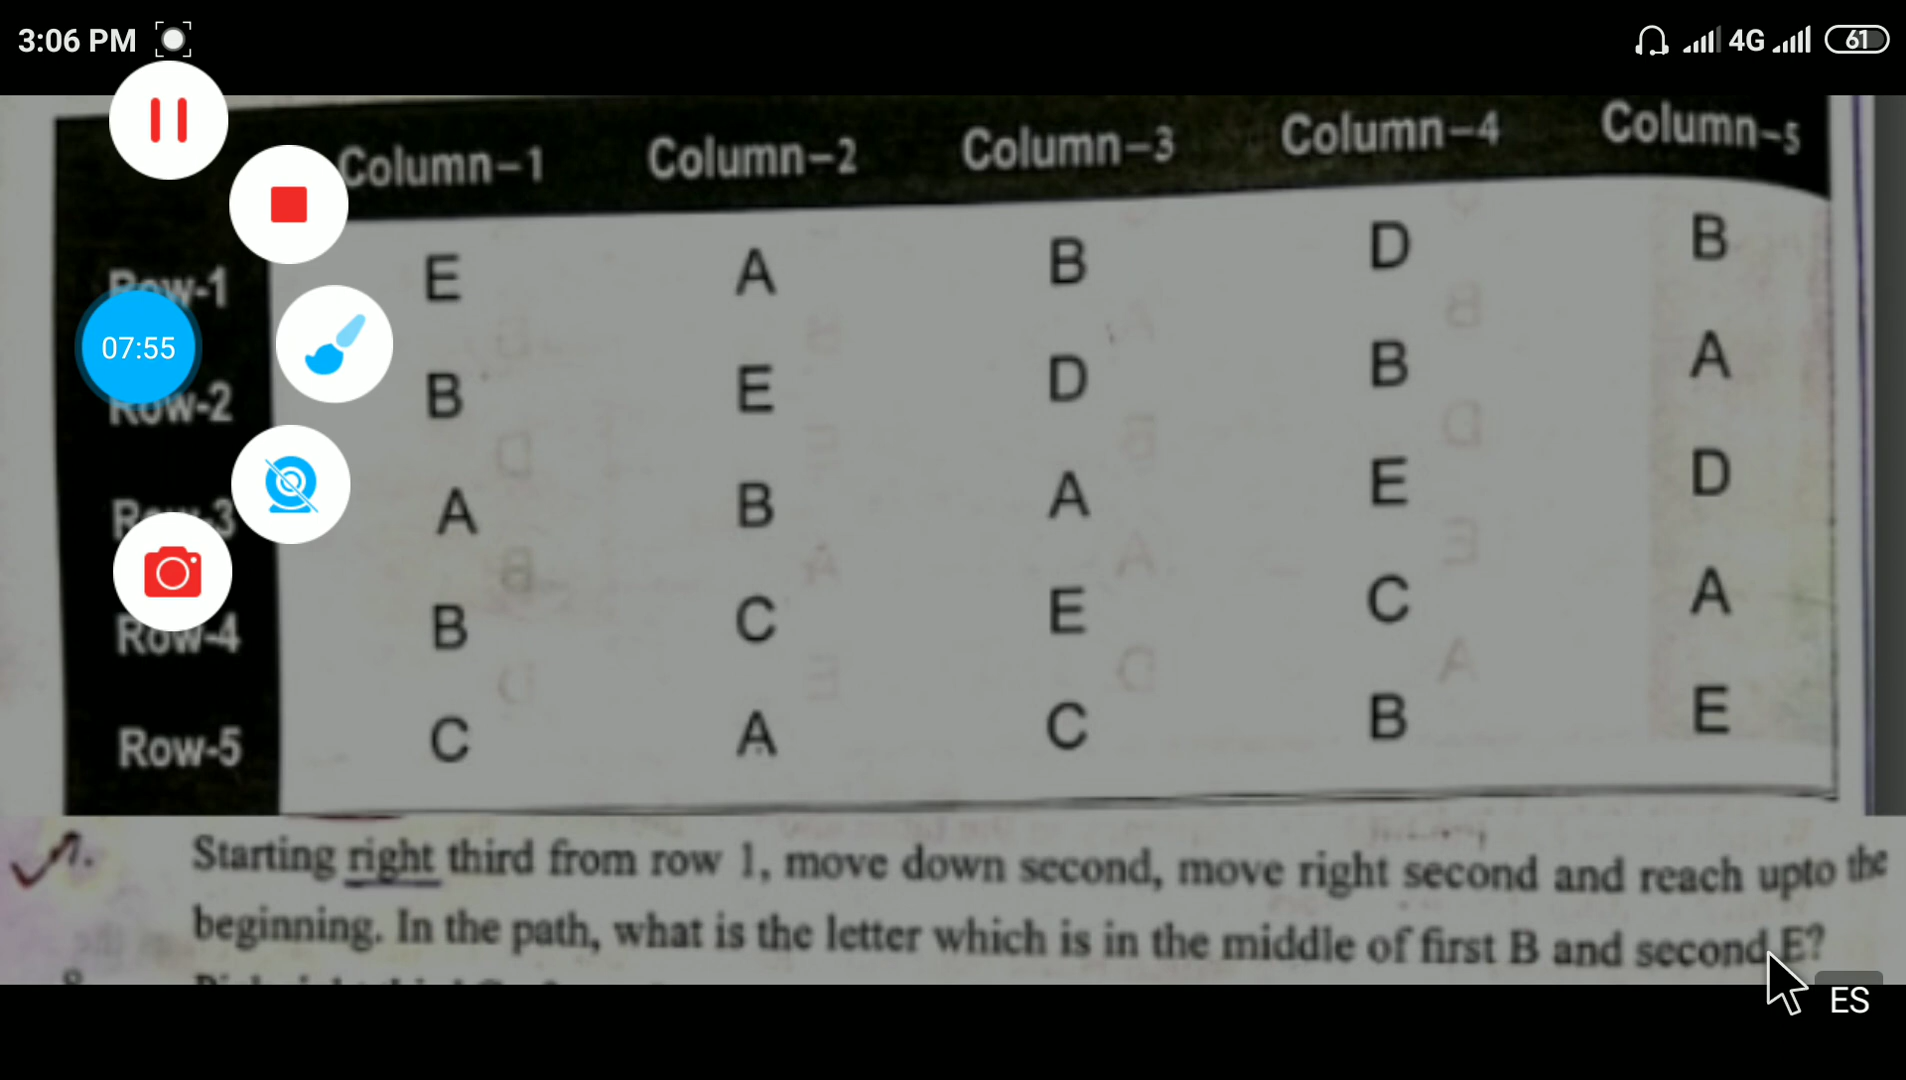 3:06 PM 4G 61
Column-1 Column-2 Column-3 Column-4 Column-5
Row-1 E A B D B
07:55
Row-2 B E D B A
Row-3 A B A E D
Row-4 B C E C A
Row-5 C A C B E
1. Starting right third from row 1, move down second, move right second and reach upto the
beginning. In the path, what is the letter which is in the middle of first B and second E?
ES